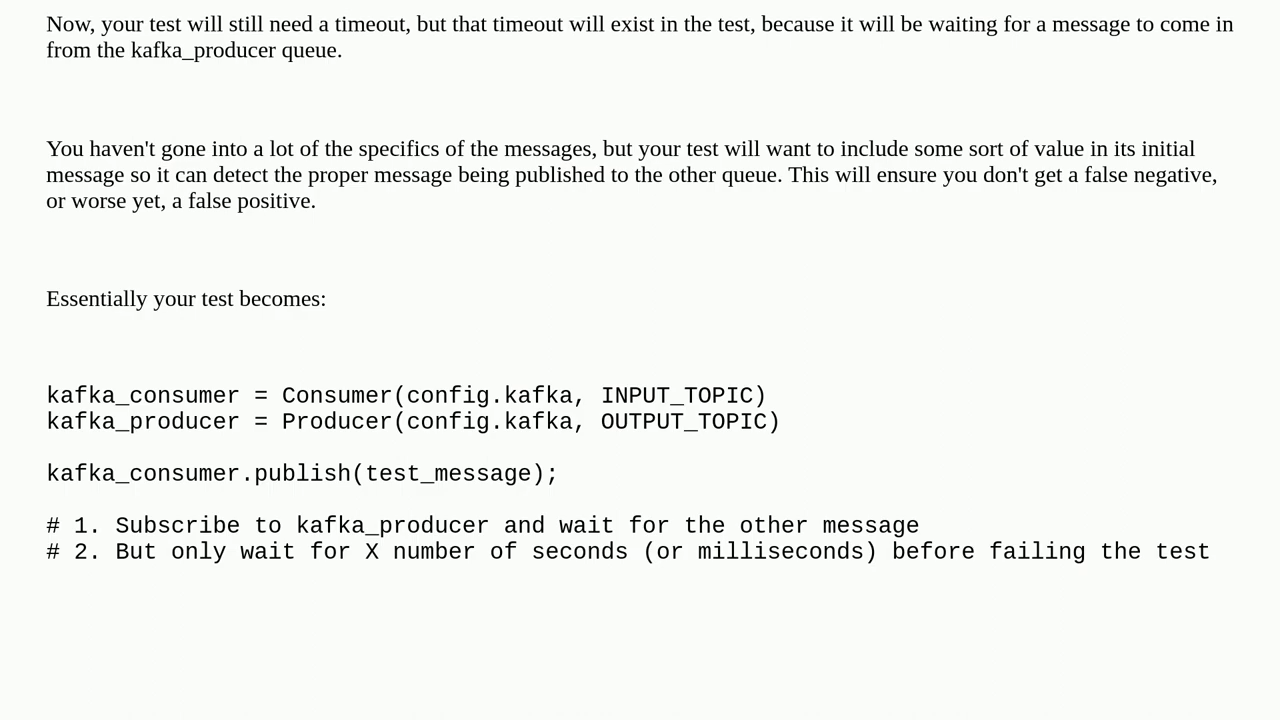 Now, your test will still need a timeout, but that timeout will exist in the test, because it will be waiting for a message to come in
from the kafka_producer queue.
You haven't gone into a lot of the specifics of the messages, but your test will want to include some sort of value in its initial
message so it can detect the proper message being published to the other queue. This will ensure you don't get a false negative,
or worse yet, a false positive.
Essentially your test becomes:
kafka_consumer = Consumer(config.kafka, INPUT_TOPIC)
kafka_producer = Producer(config.kafka, OUTPUT_TOPIC)
kafka_consumer.publish(test_message);
# 1. Subscribe to kafka_producer and wait for the other message
# 2. But only wait for X number of seconds (or milliseconds) before failing the test